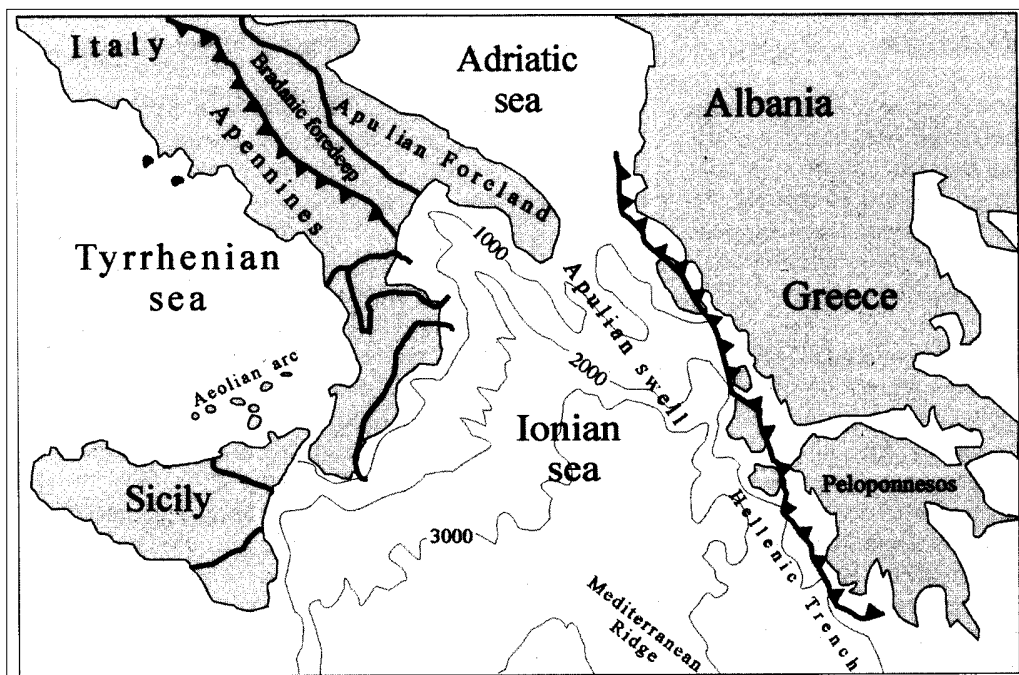 Italy
Adriatic
sea
Albania
Bradanic foredeep
Apulian Foreland
Apennines
1000
Tyrrhenian
sea
Apulian swell
Greece
2000
Aeolian arc
Ionian
sea
Sicily
Peloponnesos
3000
Hellenic Trench
Mediterranean
Ridge